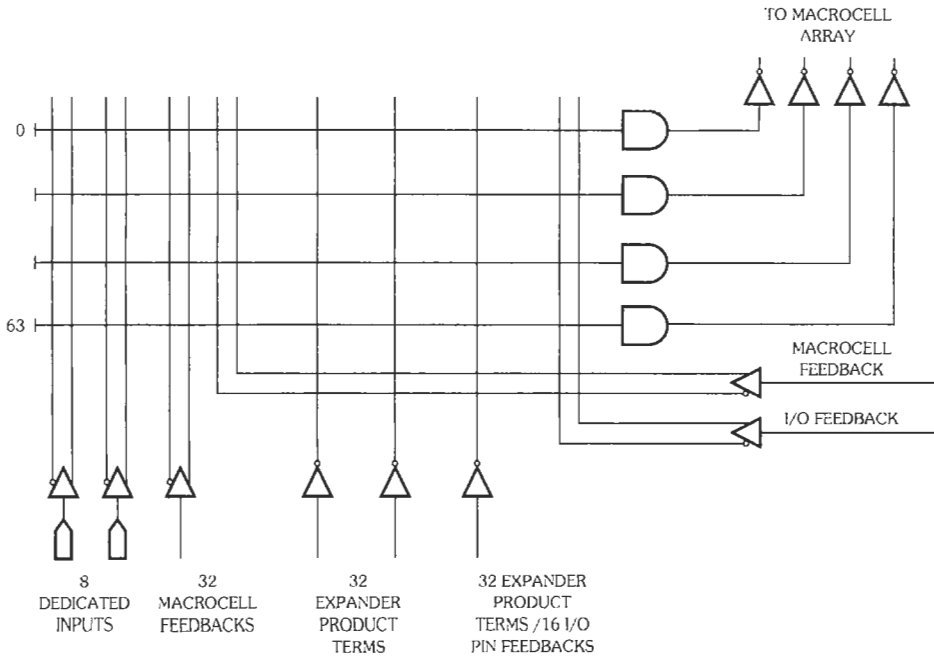 TO MACROCELL
ARRAY
0
63
MACROCELL
FEEDBACK
I/O FEEDBACK
8
DEDICATED
INPUTS
32
MACROCELL
FEEDBACKS
32
EXPANDER
PRODUCT
TERMS
32 EXPANDER
PRODUCT
TERMS /16 I/O
PIN FEEDBACKS